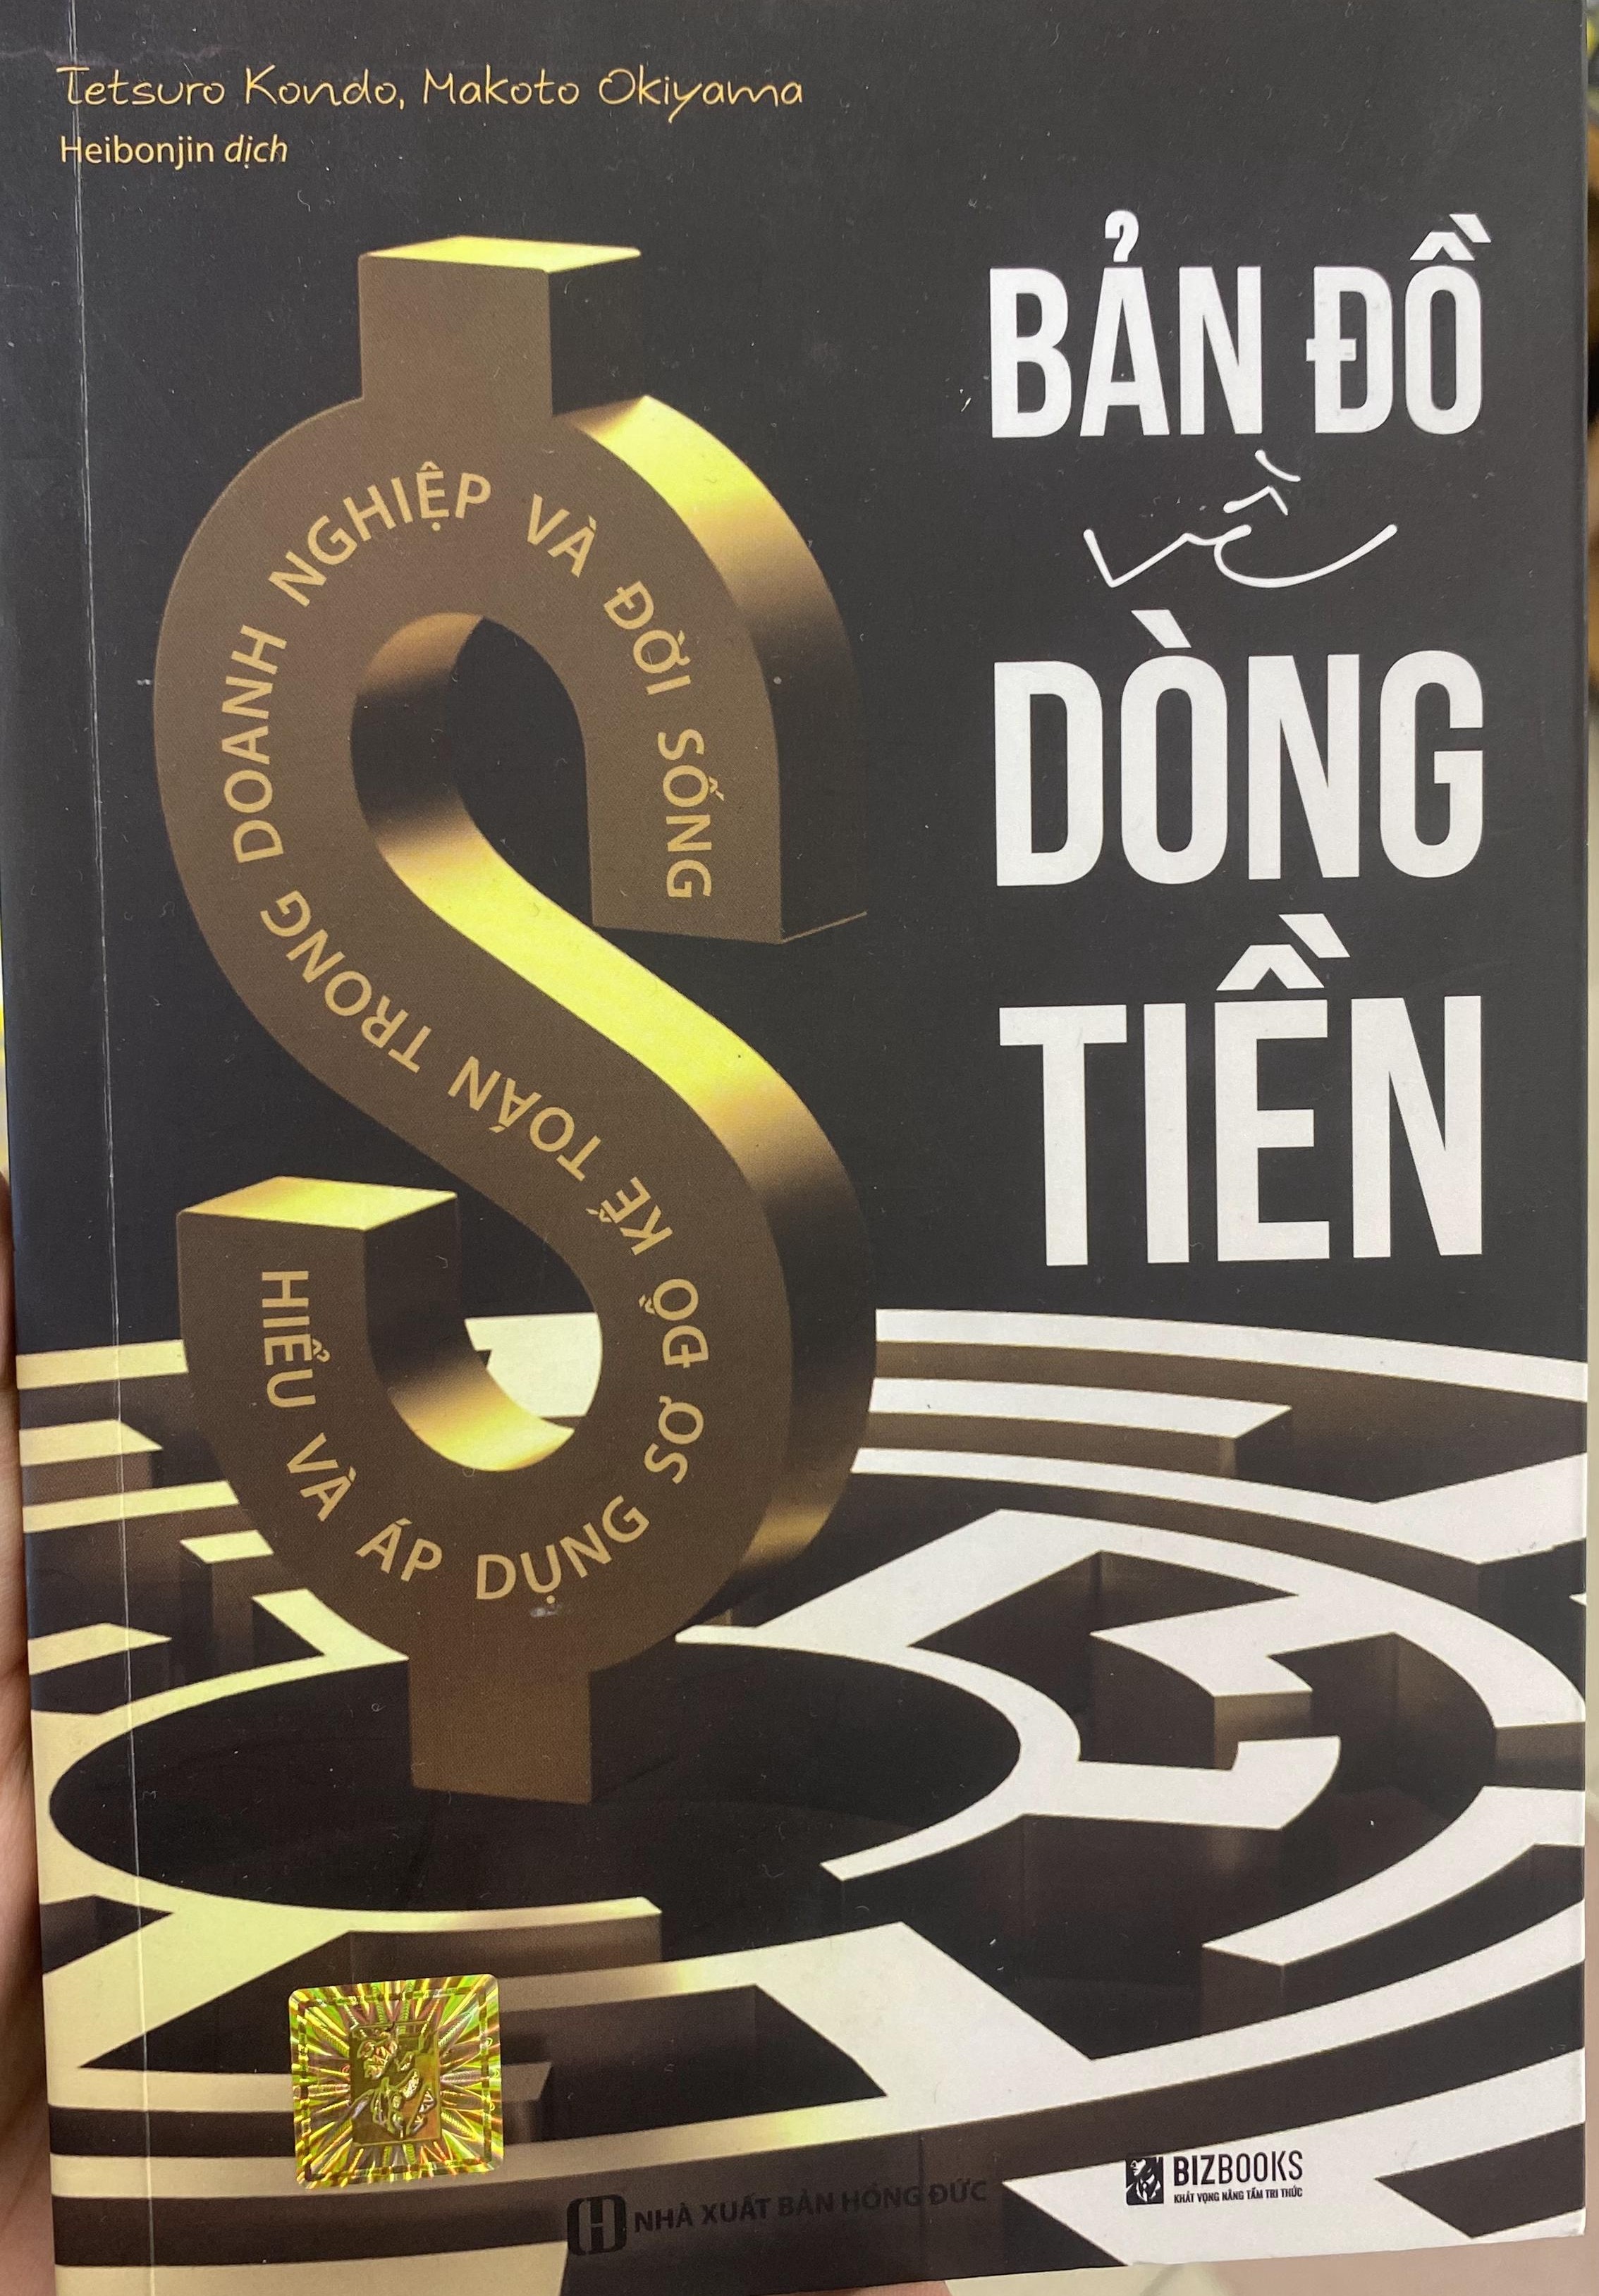 Tetsuro Kondo, Makoto Okiyama
Heibonjin dịch
BẢN ĐỒ
về
DÒNG
TIỀN
HIỂU VÀ ÁP DỤNG SƠ ĐỒ KẾ TOÁN TRONG DOANH NGHIỆP VÀ ĐỜI SỐNG
NHÀ XUẤT BẢN HỒNG ĐỨC
BIZBOOKS
KHÁT VỌNG NÂNG TẦM TRI THỨC